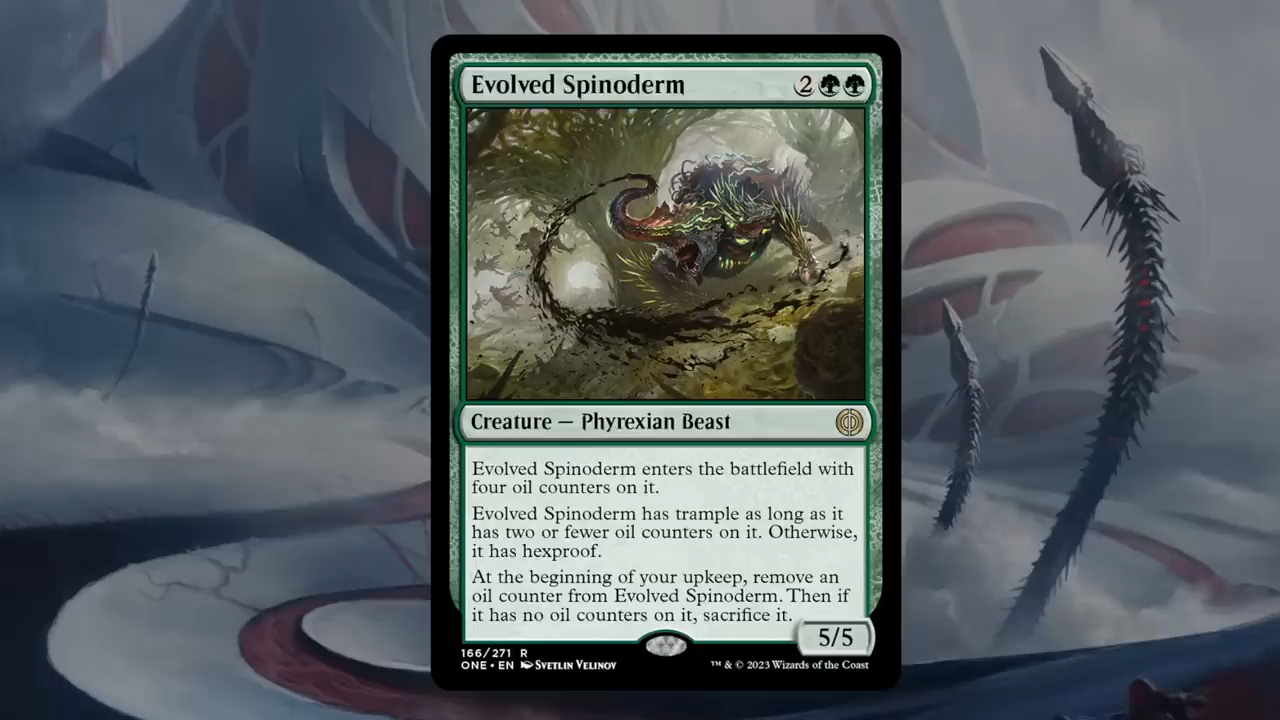 Evolved Spinoderm 2
Creature — Phyrexian Beast
Evolved Spinoderm enters the battlefield with
four oil counters on it.
Evolved Spinoderm has trample as long as it
has two or fewer oil counters on it. Otherwise,
it has hexproof.
At the beginning of your upkeep, remove an
oil counter from Evolved Spinoderm. Then if
it has no oil counters on it, sacrifice it.
5/5
166/271 R
ONE • EN Svetlin Velinov
™ & © 2023 Wizards of the Coast